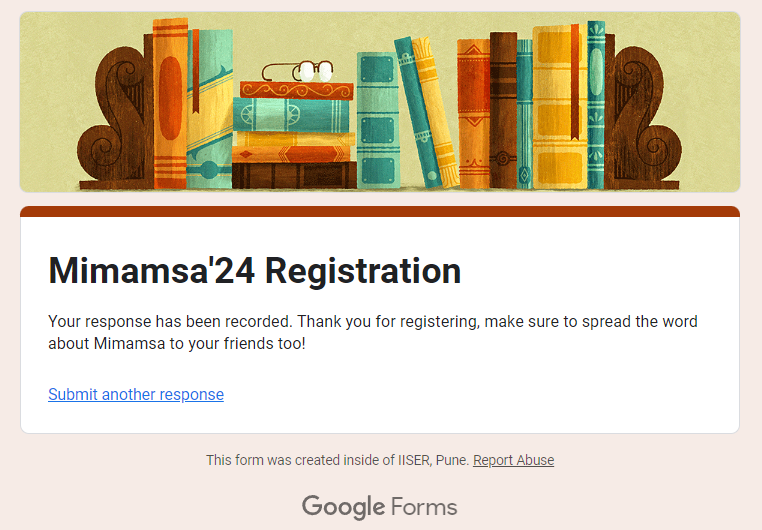 Mimamsa'24 Registration
Your response has been recorded. Thank you for registering, make sure to spread the word
about Mimamsa to your friends too!
Submit another response
This form was created inside of IISER, Pune. Report Abuse
Google Forms